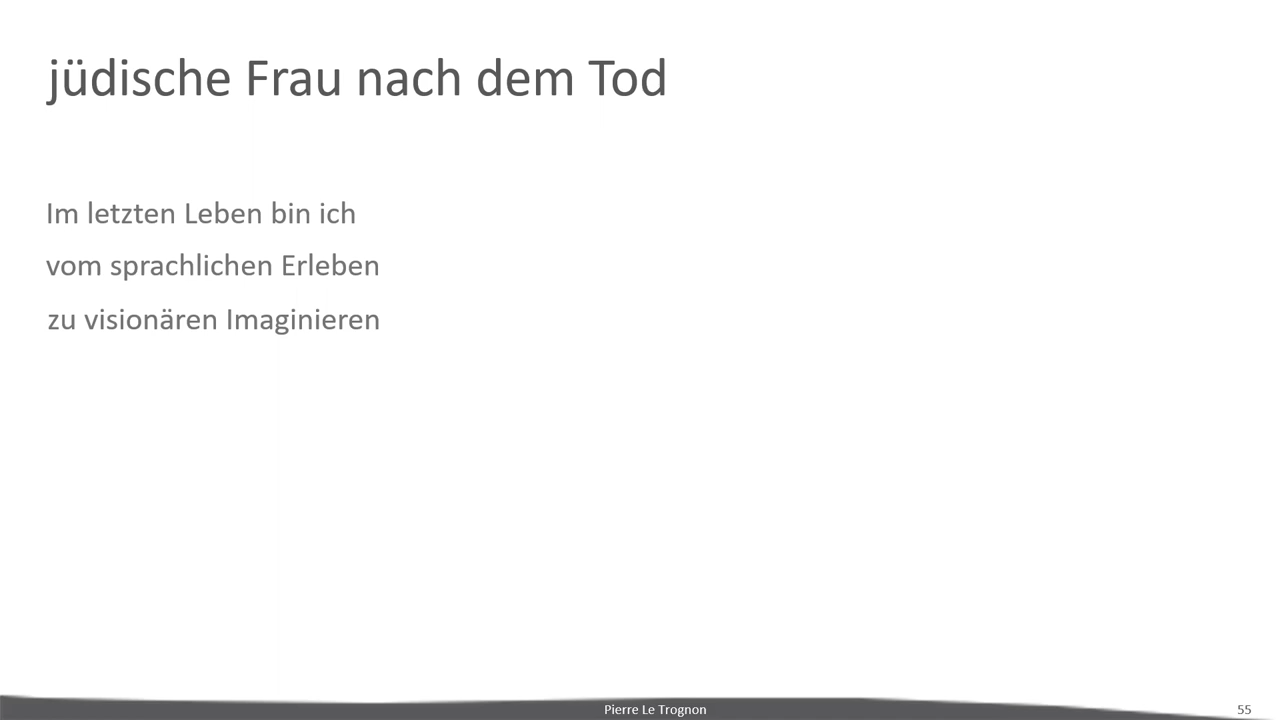 jüdische Frau nach dem Tod
Im letzten Leben bin ich
vom sprachlichen Erleben
zu visionären Imaginieren
Pierre Le Trognon
55